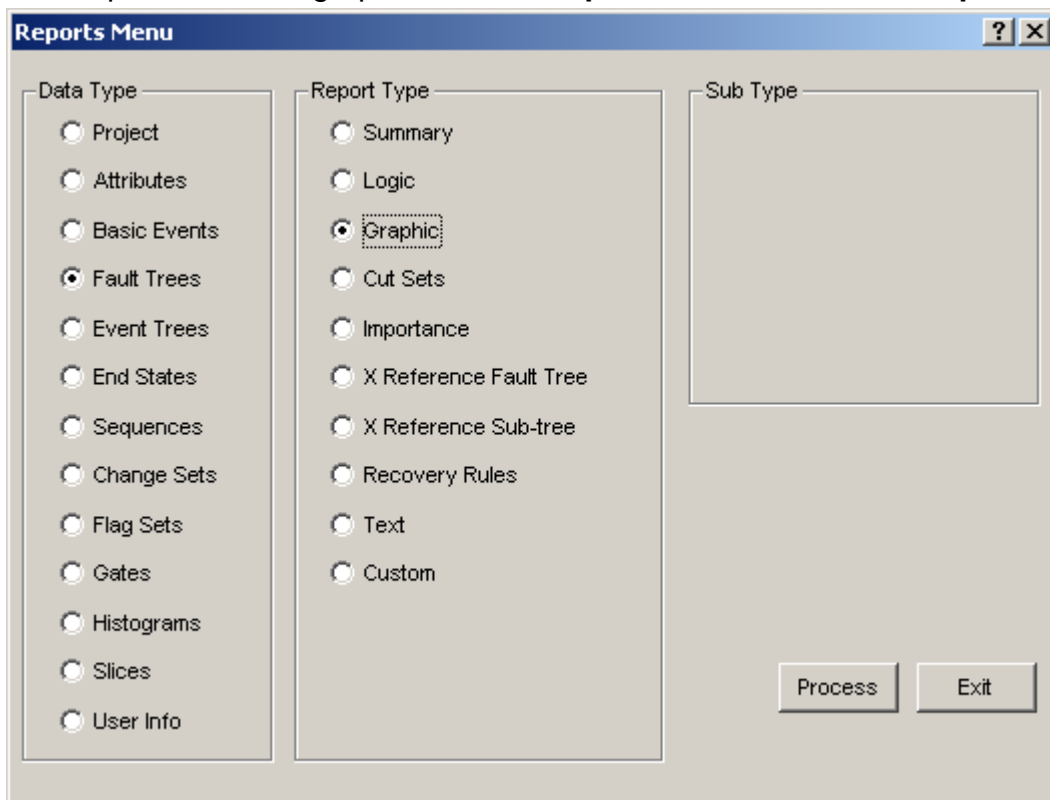 Reports Menu
Data Type
Project
Attributes
Basic Events
Fault Trees
Event Trees
End States
Sequences
Change Sets
Flag Sets
Gates
Histograms
Slices
User Info
Report Type
Summary
Logic
Graphic
Cut Sets
Importance
X Reference Fault Tree
X Reference Sub-tree
Recovery Rules
Text
Custom
Sub Type
Process
Exit